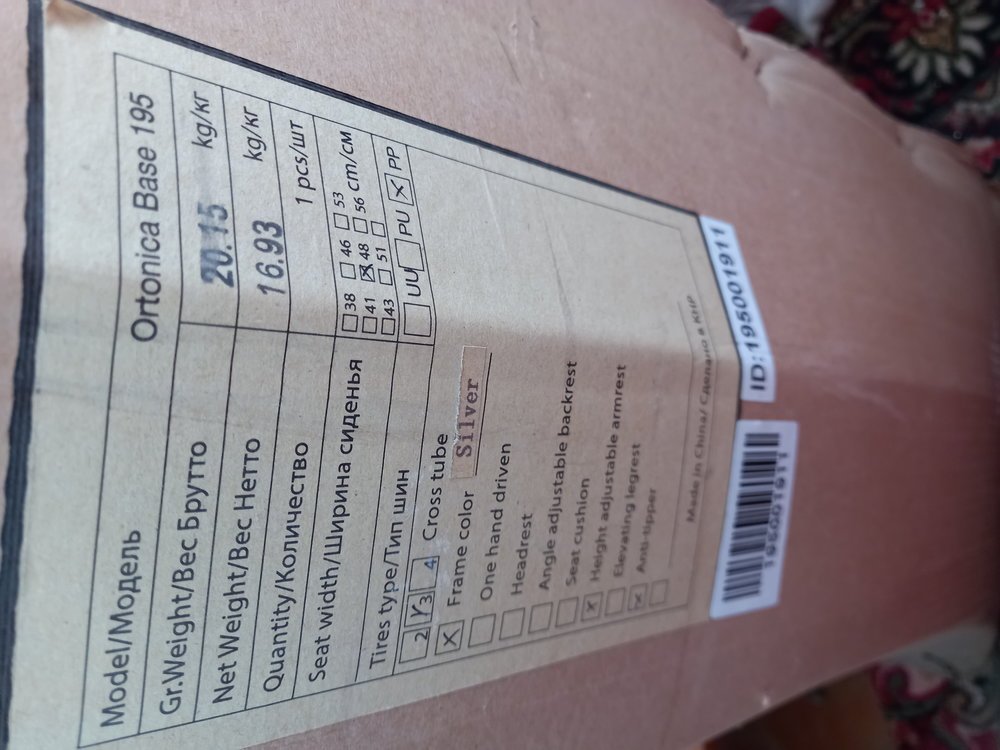 Model/Модель Ortonica Base 195
Gr.Weight/Вес Брутто 20.15 kg/кг
Net Weight/Вес Нетто 16.93 kg/кг
Quantity/Количество 1 pcs/шт
Seat width/Ширина сиденья 38 46 53
41 48 56 cm/см
43 51
Tires type/Тип шин UU PU PP
2 3 4 Cross tube
Frame color Silver
One hand driven
Headrest
Angle adjustable backrest
Seat cushion
Height adjustable armrest
Elevating legrest
Anti-tipper
Made in China/ Сделано в КНР
195001911
ID:195001911